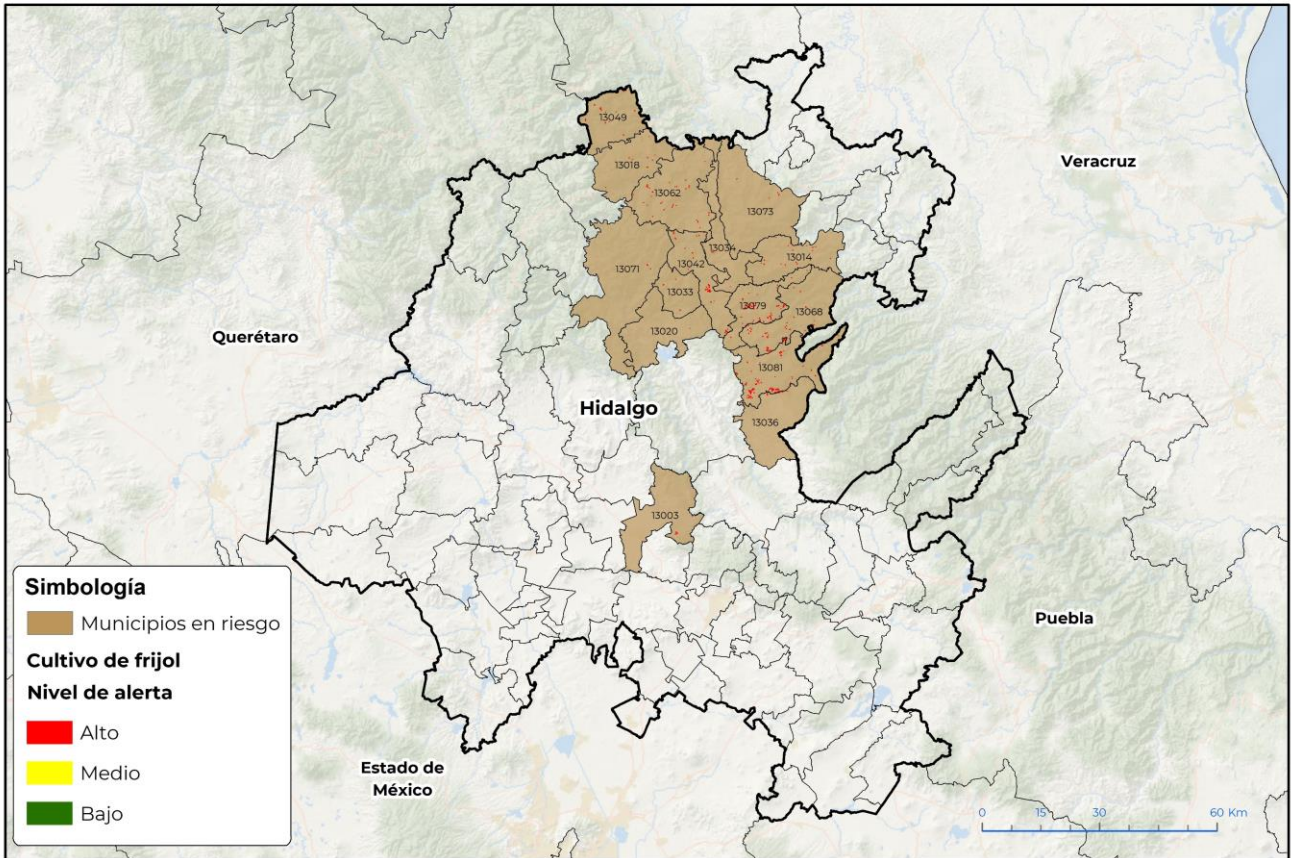 13049
Veracruz
13018
13062
13073
13034
13014
13042
13071
13033
13079
13068
13020
Querétaro
13081
Hidalgo
13036
13003
Simbología
Municipios en riesgo
Cultivo de frijol
Nivel de alerta
Alto
Medio
Bajo
Puebla
Estado de
México
0 15 30 60 Km